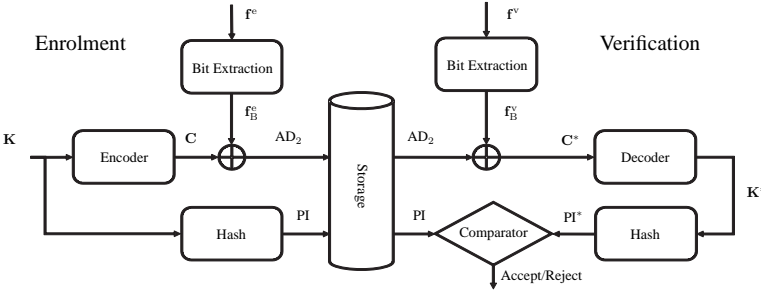 f^e
f^v
Enrolment
Verification
Bit Extraction
Bit Extraction
f_B^e
f_B^v
K
C
AD_2
AD_2
C*
Encoder
Storage
Decoder
K*
PI
PI
PI*
Hash
Comparator
Hash
Accept/Reject